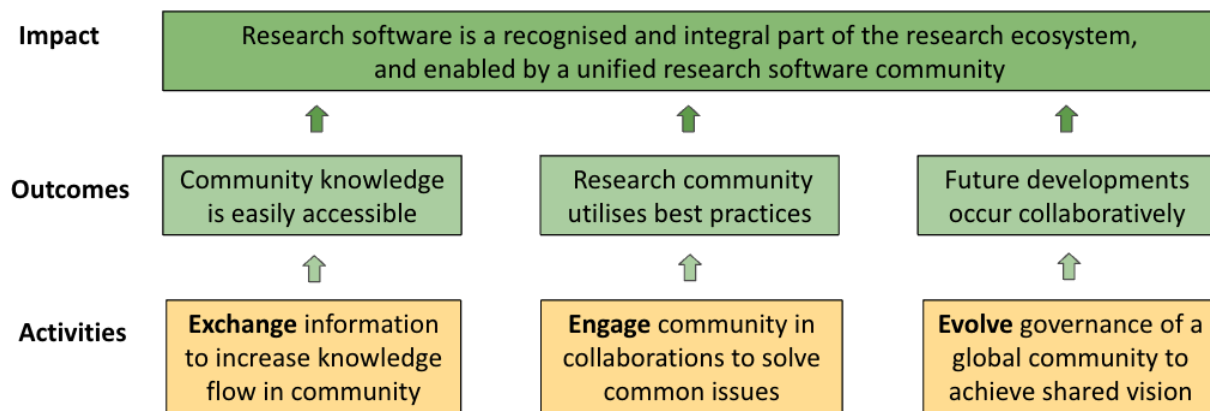 Impact
Research software is a recognised and integral part of the research ecosystem,
and enabled by a unified research software community
Outcomes
Community knowledge
is easily accessible
Research community
utilises best practices
Future developments
occur collaboratively
Activities
Exchange information
to increase knowledge
flow in community
Engage community in
collaborations to solve
common issues
Evolve governance of a
global community to
achieve shared vision